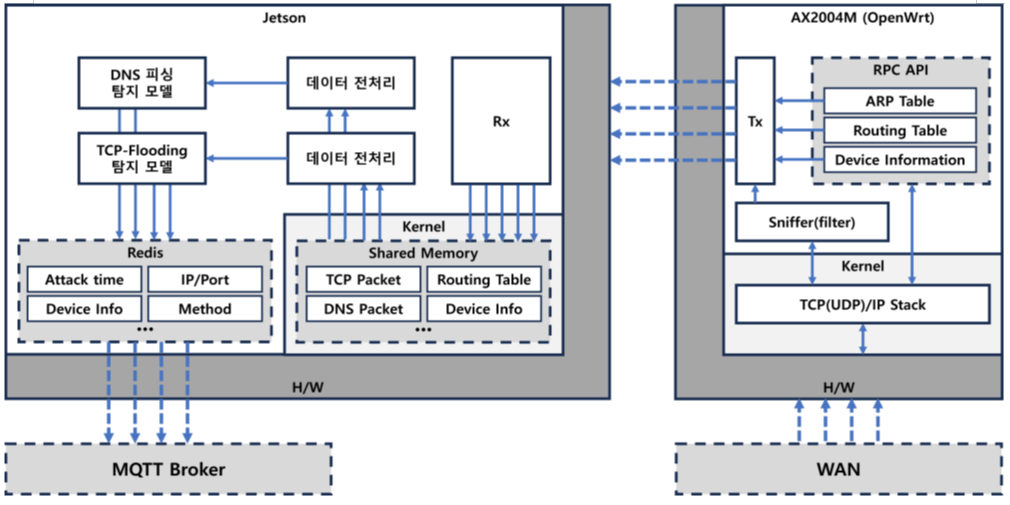 Jetson
DNS 피싱
탐지 모델
데이터 전처리
Rx
TCP-Flooding
탐지 모델
데이터 전처리
Kernel
Redis
Attack time
IP/Port
Device Info
Method
•••
Shared Memory
TCP Packet
Routing Table
DNS Packet
Device Info
•••
H/W
MQTT Broker
AX2004M (OpenWrt)
Tx
RPC API
ARP Table
Routing Table
Device Information
Sniffer(filter)
Kernel
TCP(UDP)/IP Stack
H/W
WAN